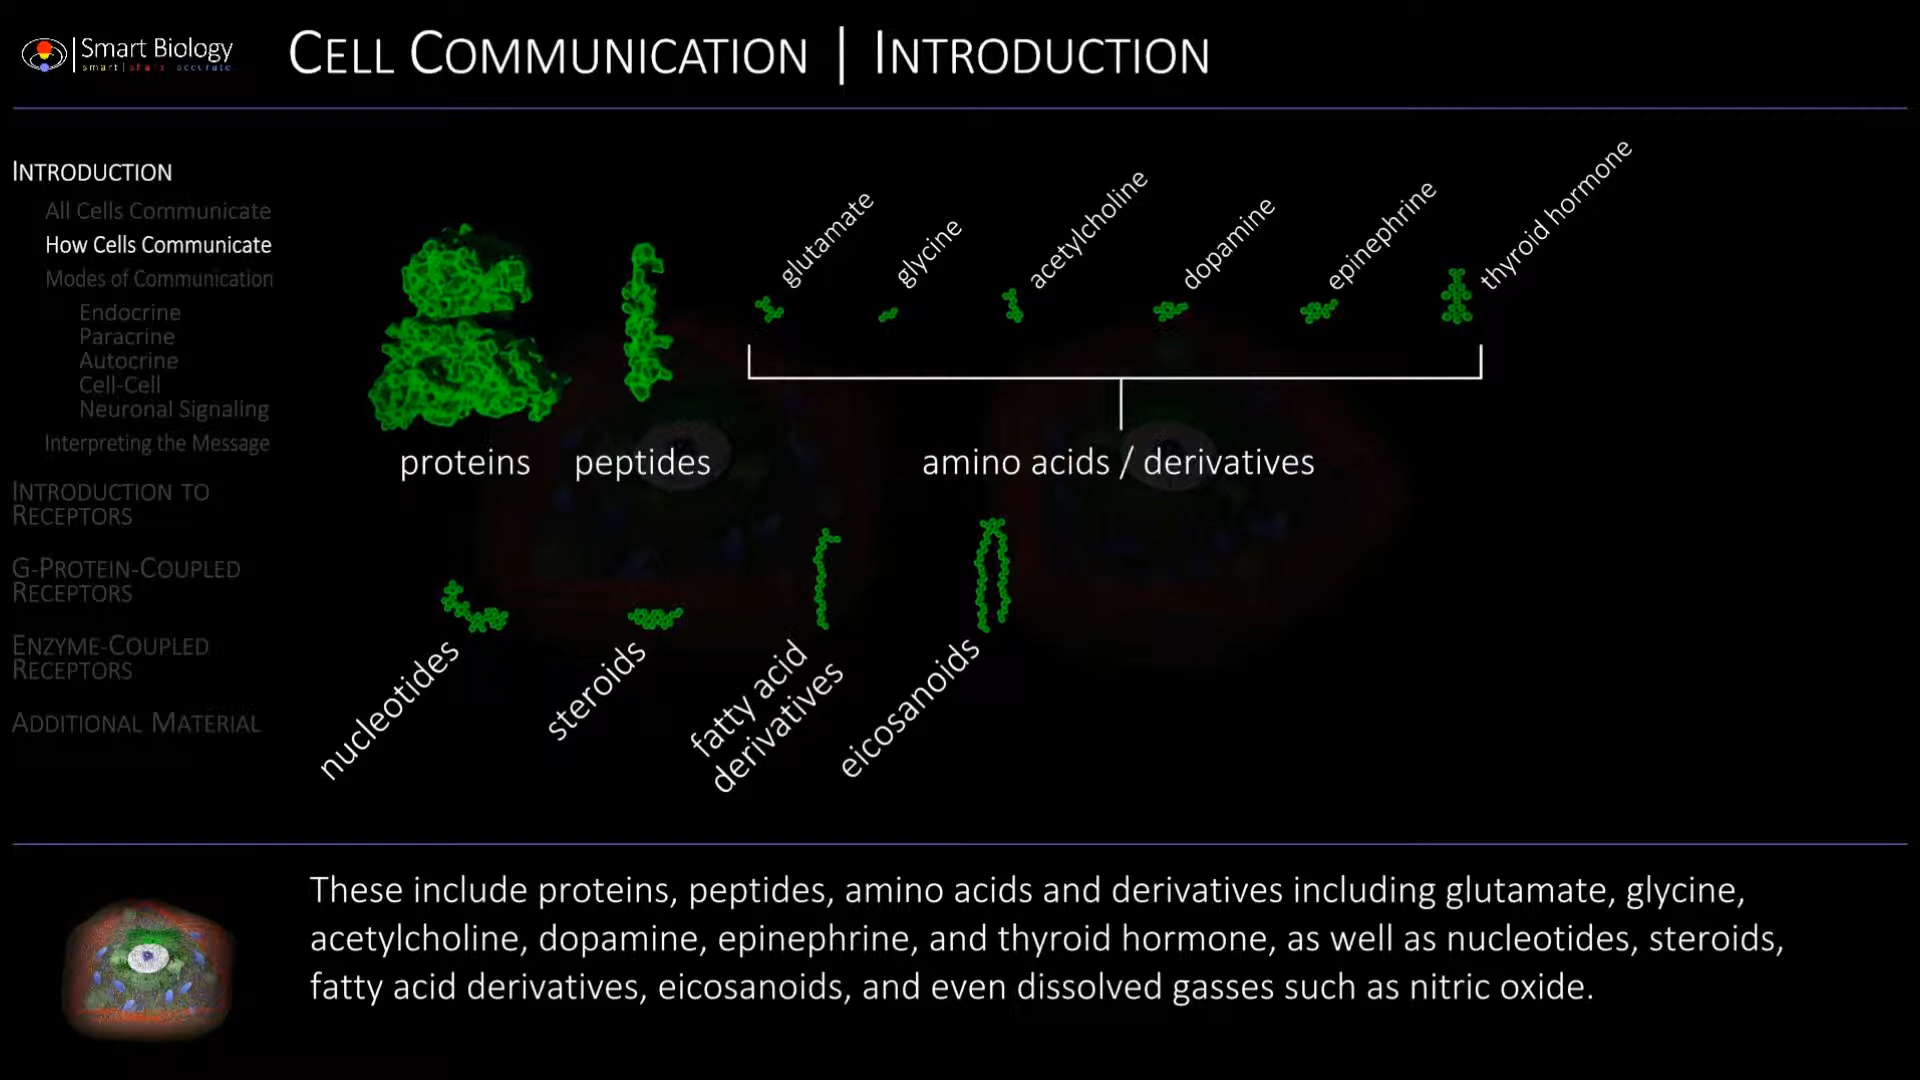 Smart Biology
smart | sharp accurate
CELL COMMUNICATION | INTRODUCTION
INTRODUCTION
All Cells Communicate
How Cells Communicate
Modes of Communication
Endocrine
Paracrine
Autocrine
Cell-Cell
Neuronal Signaling
Interpreting the Message
INTRODUCTION TO
RECEPTORS
G-PROTEIN-COUPLED
RECEPTORS
ENZYME-COUPLED
RECEPTORS
ADDITIONAL MATERIAL
glutamate
glycine
acetylcholine
dopamine
epinephrine
thyroid hormone
proteins
peptides
amino acids / derivatives
nucleotides
steroids
fatty acid
derivatives
eicosanoids
These include proteins, peptides, amino acids and derivatives including glutamate, glycine,
acetylcholine, dopamine, epinephrine, and thyroid hormone, as well as nucleotides, steroids,
fatty acid derivatives, eicosanoids, and even dissolved gasses such as nitric oxide.